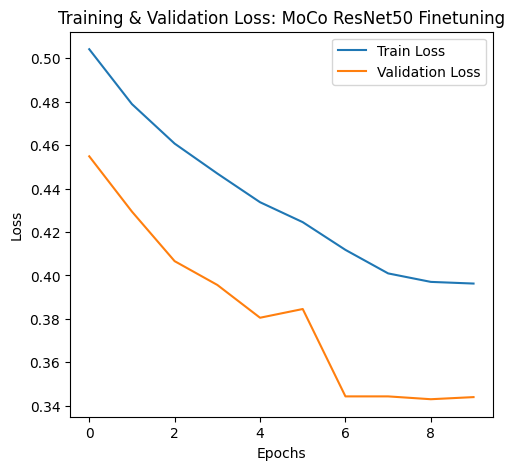 Training & Validation Loss: MoCo ResNet50 Finetuning
Train Loss
Validation Loss
Loss
0.50
0.48
0.46
0.44
0.42
0.40
0.38
0.36
0.34
0 2 4 6 8
Epochs